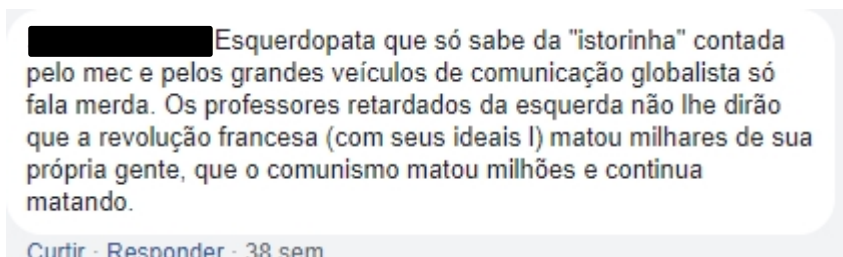 Esquerdopata que só sabe da "istorinha" contada
pelo mec e pelos grandes veículos de comunicação globalista só
fala merda. Os professores retardados da esquerda não lhe dirão
que a revolução francesa (com seus ideais I) matou milhares de sua
própria gente, que o comunismo matou milhões e continua
matando.
Curtir · Responder · 38 sem